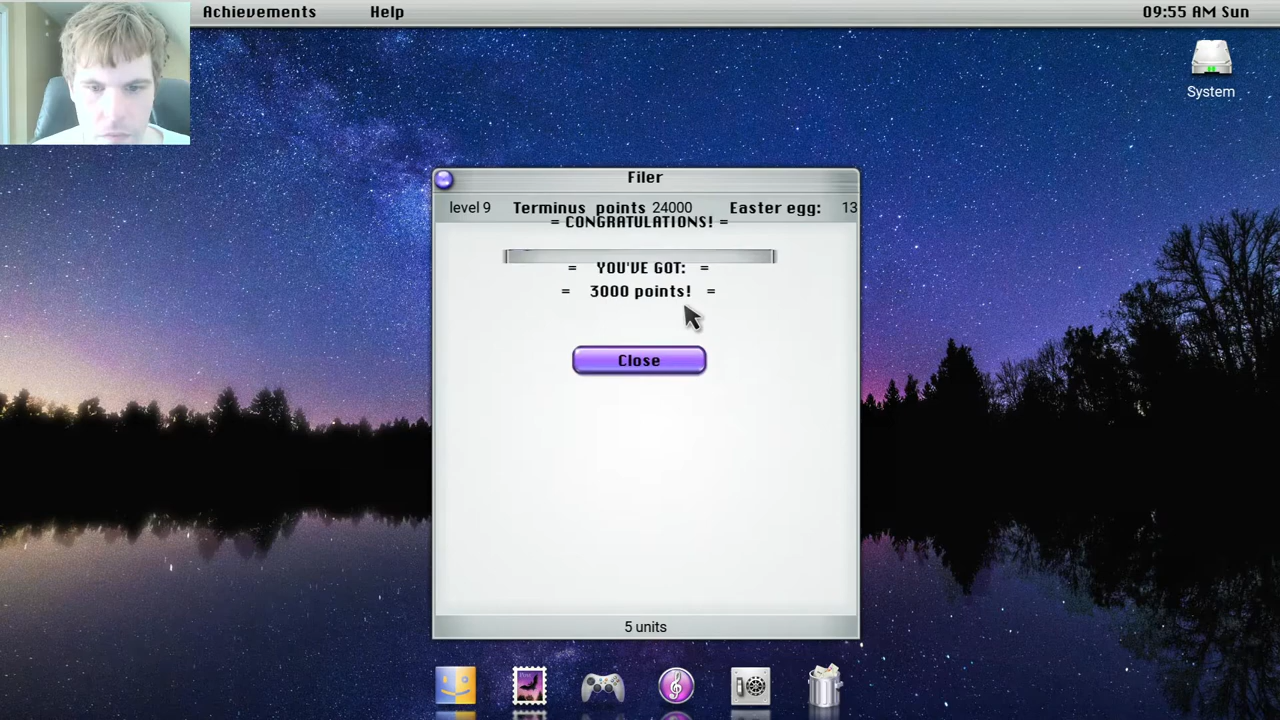 Achievements Help 09:55 AM Sun
System
Filer
level 9 Terminus points 24000 Easter egg: 13
= CONGRATULATIONS! =
= YOU'VE GOT: =
= 3000 points! =
Close
5 units